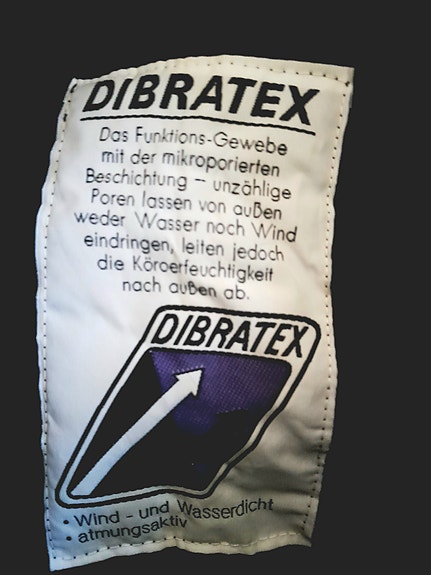 DIBRATEX
Das Funktions-Gewebe
mit der mikroporierten
Beschichtung – unzählige
Poren lassen von außen
weder Wasser noch Wind
eindringen, leiten jedoch
die Köroerfeuchtigkeit
nach außen ab.
DIBRATEX
• Wind - und Wasserdicht
• atmungsaktiv